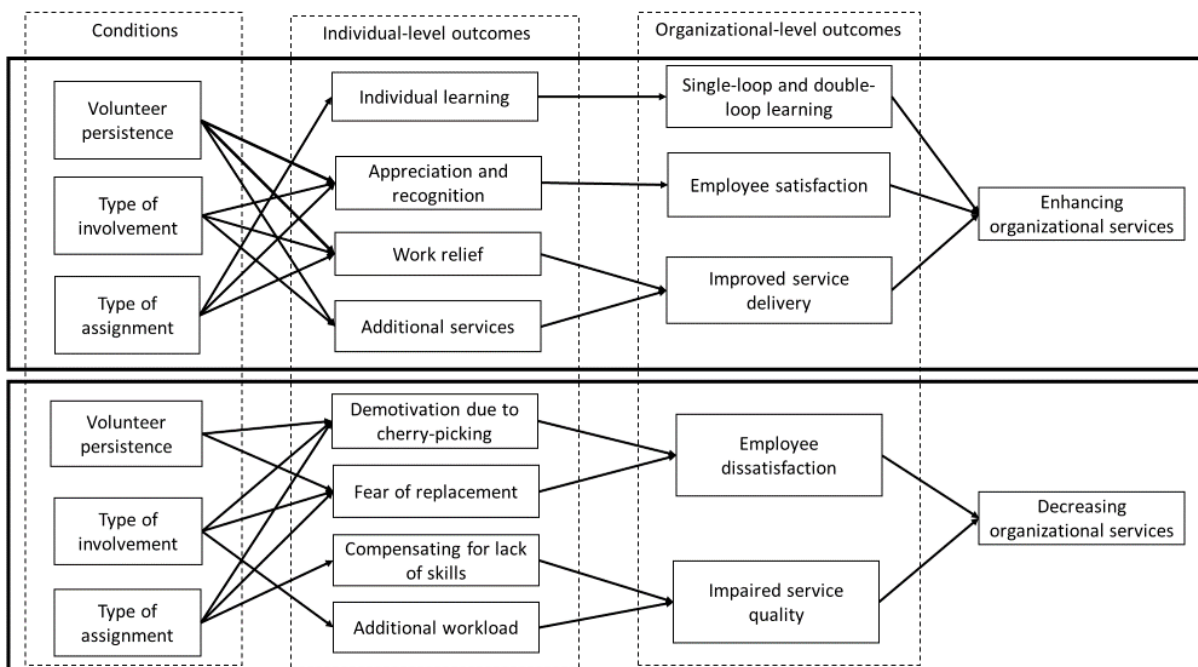 Conditions
Individual-level outcomes
Organizational-level outcomes
Volunteer
persistence
Type of
involvement
Type of
assignment
Individual learning
Appreciation and
recognition
Work relief
Additional services
Single-loop and double-
loop learning
Employee satisfaction
Improved service
delivery
Enhancing
organizational services
Volunteer
persistence
Type of
involvement
Type of
assignment
Demotivation due to
cherry-picking
Fear of replacement
Compensating for lack
of skills
Additional workload
Employee
dissatisfaction
Impaired service
quality
Decreasing
organizational services